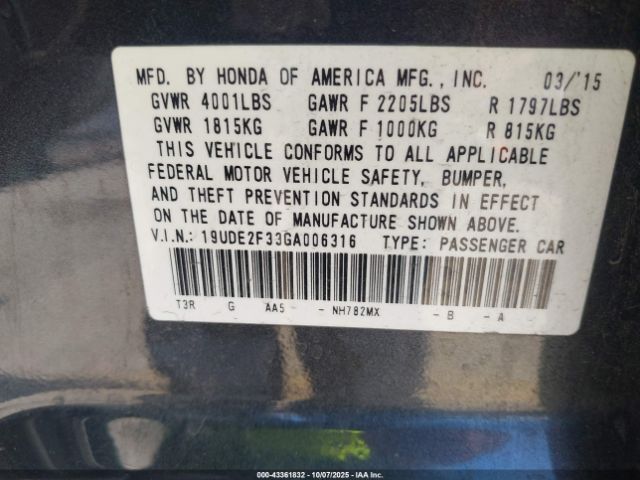 MFD. BY HONDA OF AMERICA MFG., INC. 03/'15
GVWR 4001LBS GAWR F 2205LBS R 1797LBS
GVWR 1815KG GAWR F 1000KG R 815KG
THIS VEHICLE CONFORMS TO ALL APPLICABLE
FEDERAL MOTOR VEHICLE SAFETY, BUMPER,
AND THEFT PREVENTION STANDARDS IN EFFECT
ON THE DATE OF MANUFACTURE SHOWN ABOVE.
V.I.N.: 19UDE2F33GA006316 TYPE: PASSENGER CAR
T3R G AA5 - NH782MX - B - A
000-43361832 - 10/07/2025 - IAA Inc.